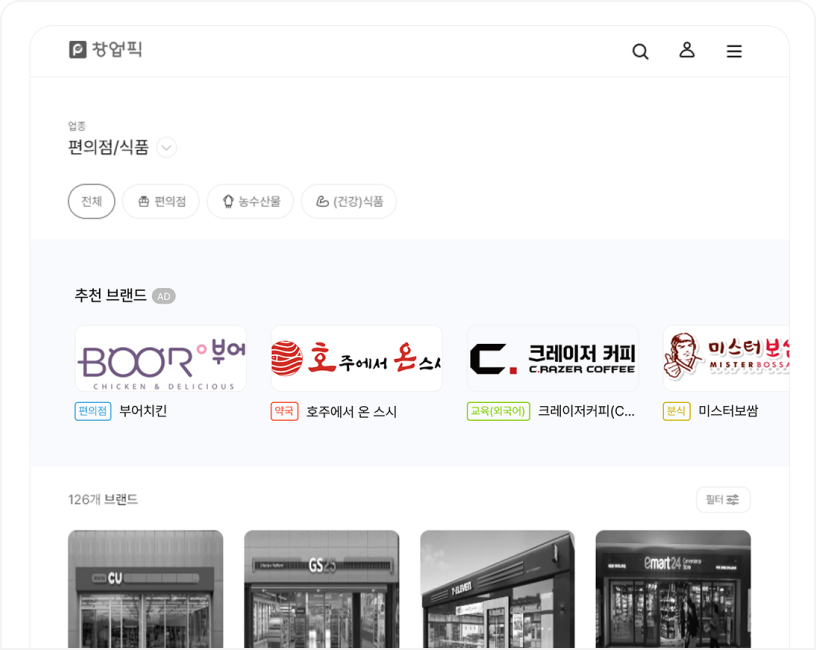 창업픽
업종
편의점/식품
전체 편의점 농수산물 (건강)식품
추천 브랜드 AD
BOOR 부어
CHICKEN & DELICIOUS
호주에서 온 스시
크레이저 커피
C.RAZER COFFEE
미스터보쌈
MISTERBOSSA
편의점 부어치킨
약국 호주에서 온 스시
교육(외국어) 크레이저커피(C...
분식 미스터보쌈
126개 브랜드
필터
CU
GS25
7-ELEVEN
emart24